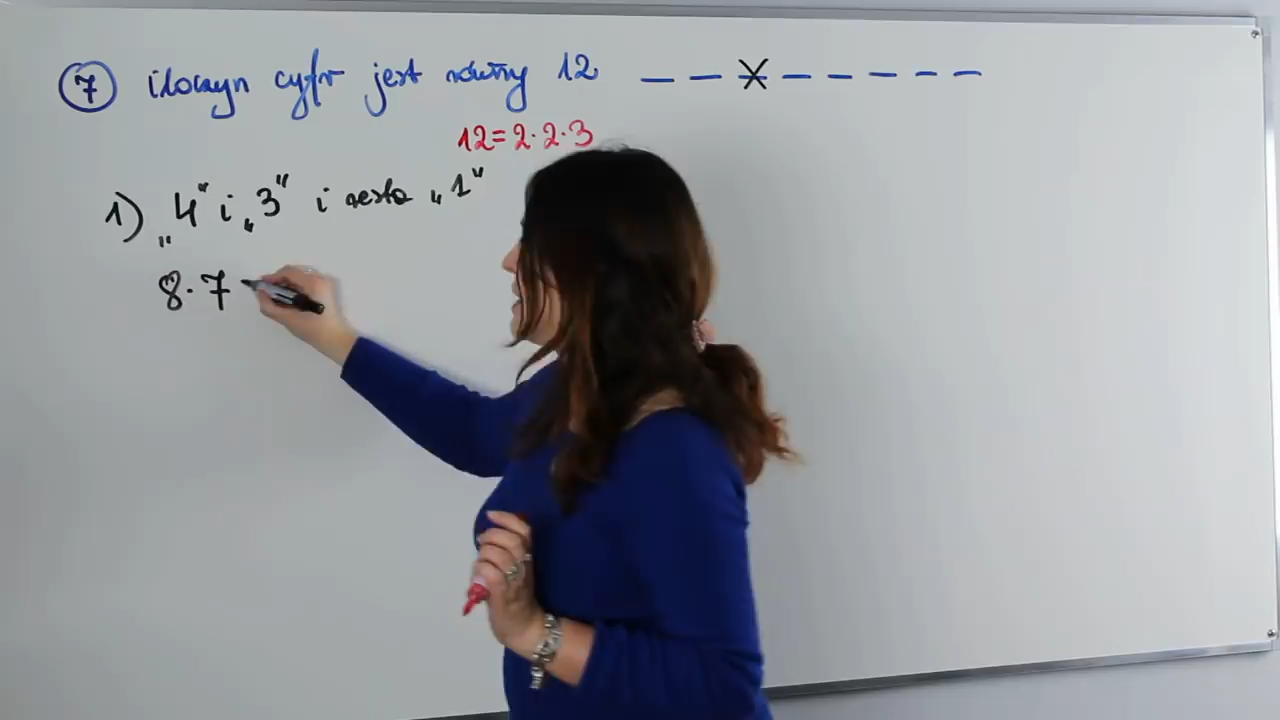 7 iloczyn cyfr jest równy 12 _ _ X _ _ _ _ _
12=2·2·3
1) „4” i „3” i reszta „1”
8·7